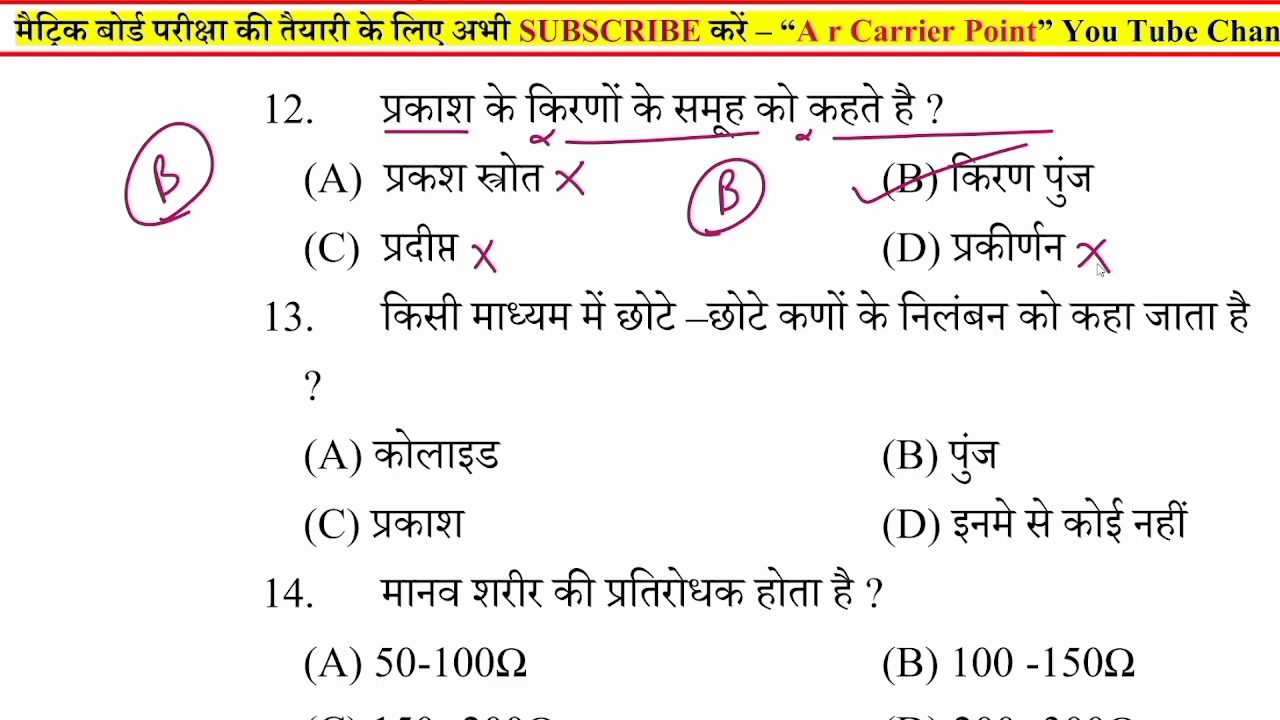 मैट्रिक बोर्ड परीक्षा की तैयारी के लिए अभी SUBSCRIBE करें – “A r Carrier Point” You Tube Chan
12. प्रकाश के किरणों के समूह को कहते है ?
B
(A) प्रकश स्त्रोत x
B
(B) किरण पुंज
(C) प्रदीप्त x
(D) प्रकीर्णन x
13. किसी माध्यम में छोटे –छोटे कणों के निलंबन को कहा जाता है
?
(A) कोलाइड (B) पुंज
(C) प्रकाश (D) इनमे से कोई नहीं
14. मानव शरीर की प्रतिरोधक होता है ?
(A) 50-100Ω (B) 100 -150Ω